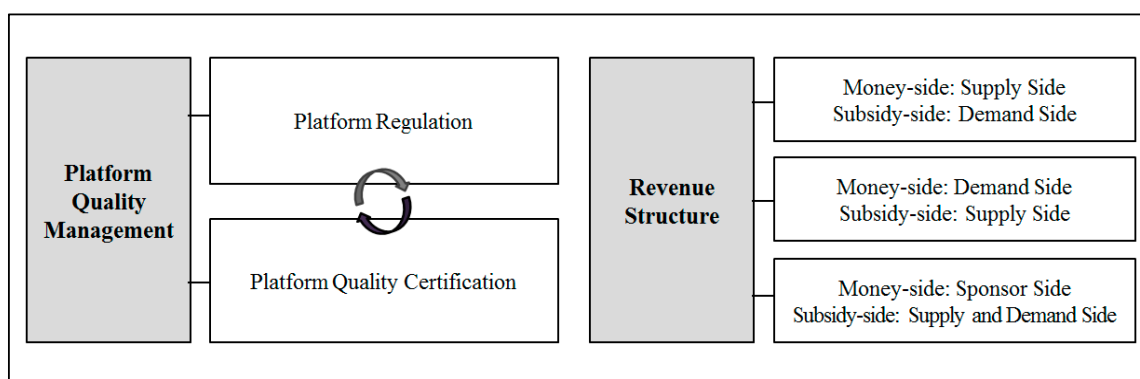 Platform
Quality
Management
Platform Regulation
Platform Quality Certification
Revenue
Structure
Money-side: Supply Side
Subsidy-side: Demand Side
Money-side: Demand Side
Subsidy-side: Supply Side
Money-side: Sponsor Side
Subsidy-side: Supply and Demand Side